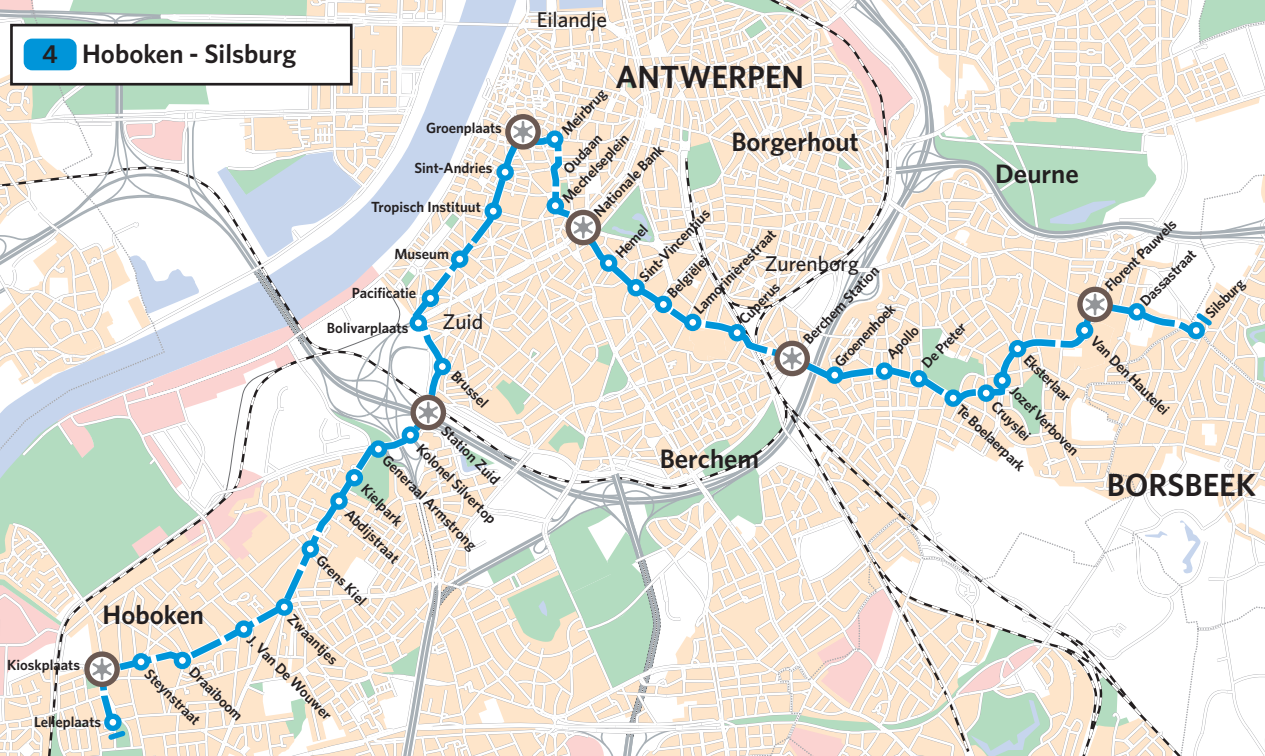 4 Hoboken - Silsburg
Eilandje
ANTWERPEN
Borgerhout
Deurne
Zurenborg
Zuid
Berchem
BORSBEEK
Hoboken
Lelieplaats
Kioskplaats
Steynstraat
Draaiboom
J. Van De Wouwer
Zwaantjes
Grens Kiel
Abdijstraat
Kielpark
Generaal Armstrong
Kolonel Silvertop
Station Zuid
Brussel
Bolivarplaats
Pacificatie
Museum
Tropisch Instituut
Sint-Andries
Groenplaats
Meirbrug
Oudaan
Mechelseplein
Nationale Bank
Hemel
Sint-Vincentius
Belgiëlei
Lamorinièrestraat
Cuperus
Berchem Station
Groenenhoek
Apollo
De Preter
Te Boelaerpark
Cruyslei
Jozef Verboven
Eksterlaar
Van Den Hautelei
Florent Pauwels
Dassastraat
Silsburg